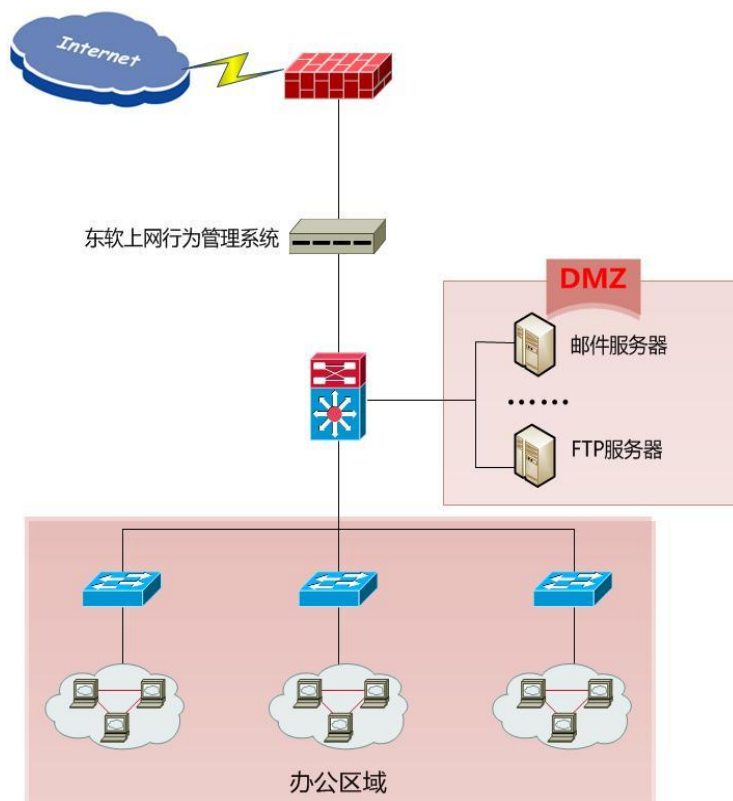 Internet
东软上网行为管理系统
DMZ
邮件服务器
......
FTP服务器
办公区域